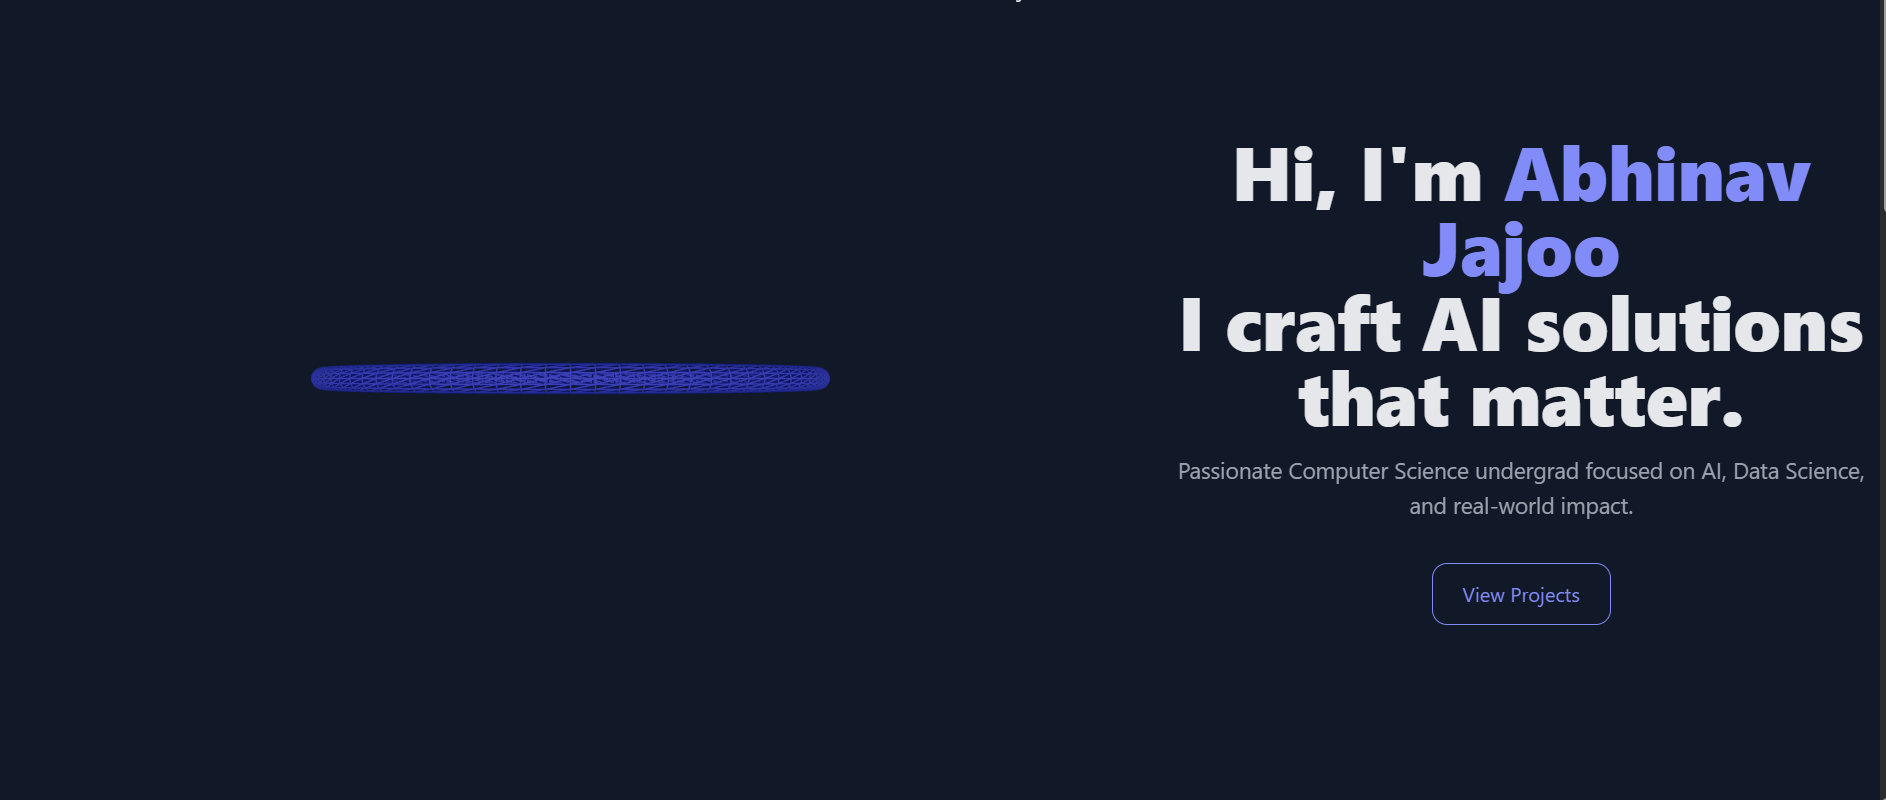 Hi, I'm Abhinav
Jajoo
I craft AI solutions
that matter.
Passionate Computer Science undergrad focused on AI, Data Science,
and real-world impact.
View Projects